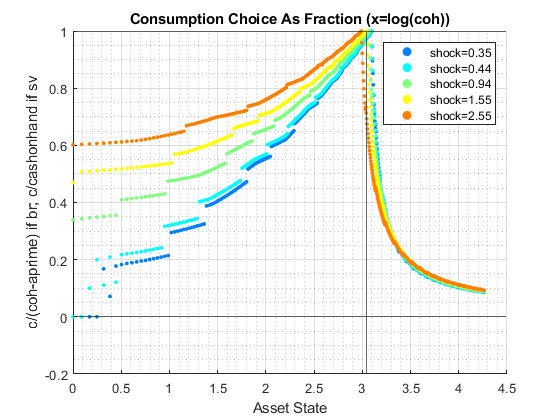 Consumption Choice As Fraction (x=log(coh))
c/(coh-aprime) if br; c/cashonhand if sv
1
0.8
0.6
0.4
0.2
0
-0.2
0
0.5
1
1.5
2
2.5
3
3.5
4
4.5
Asset State
shock=0.35
shock=0.44
shock=0.94
shock=1.55
shock=2.55